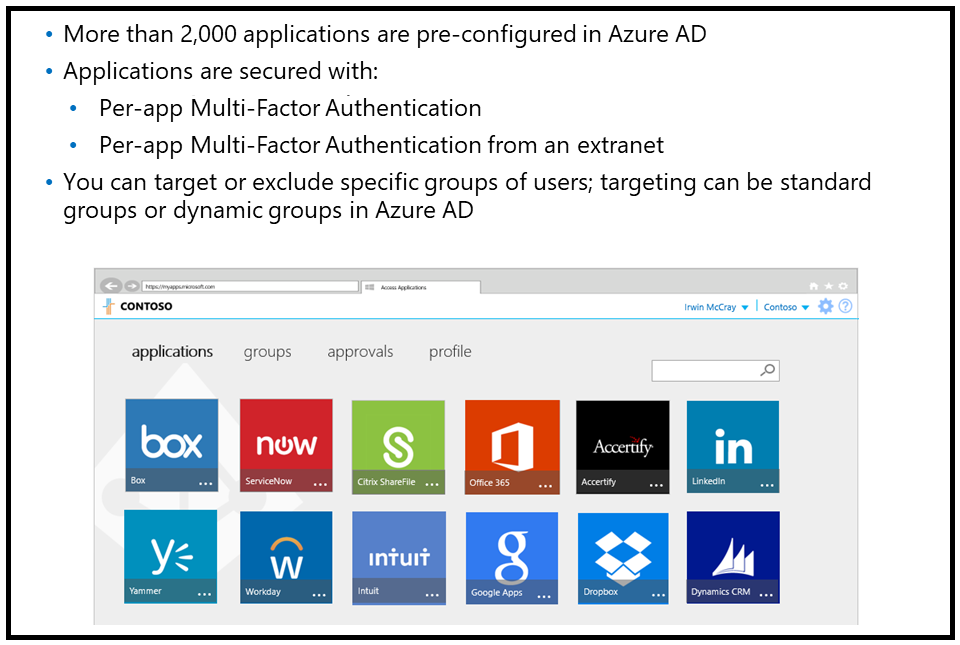 • More than 2,000 applications are pre-configured in Azure AD
• Applications are secured with:
• Per-app Multi-Factor Authentication
• Per-app Multi-Factor Authentication from an extranet
• You can target or exclude specific groups of users; targeting can be standard
groups or dynamic groups in Azure AD
https://myapps.microsoft.com
Access Applications
CONTOSO
Irwin McCray
Contoso
applications groups approvals profile
box now Accertify in
Box ... ServiceNow ... Citrix ShareFile ... Office 365 ... Accertify ... LinkedIn ...
intuit g
Yammer ... Workday ... Intuit ... Google Apps ... Dropbox ... Dynamics CRM ...